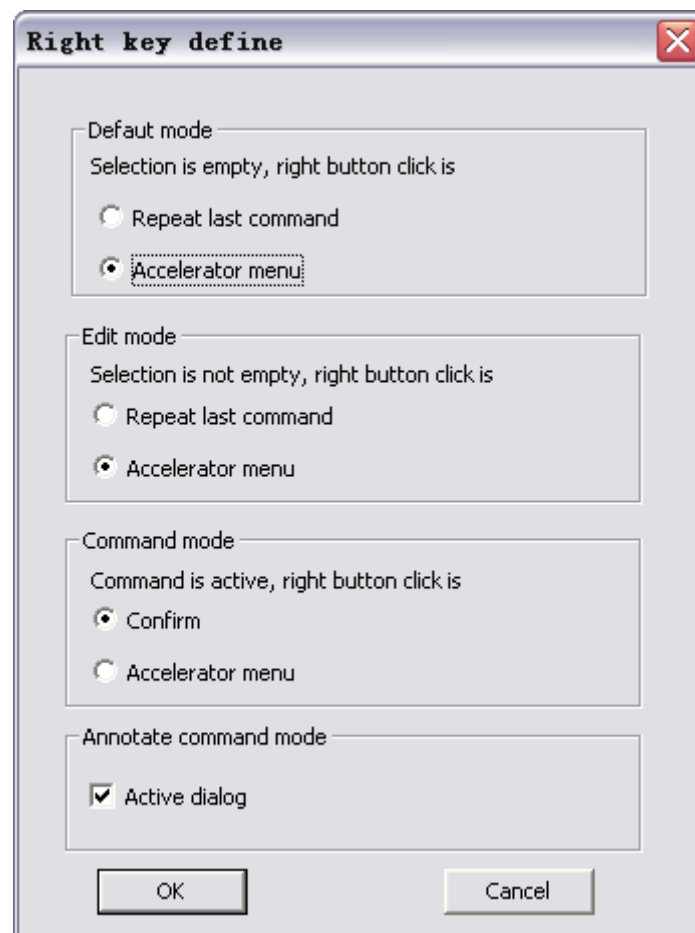 Right key define
Defaut mode
Selection is empty, right button click is
Repeat last command
Accelerator menu
Edit mode
Selection is not empty, right button click is
Repeat last command
Accelerator menu
Command mode
Command is active, right button click is
Confirm
Accelerator menu
Annotate command mode
Active dialog
OK Cancel